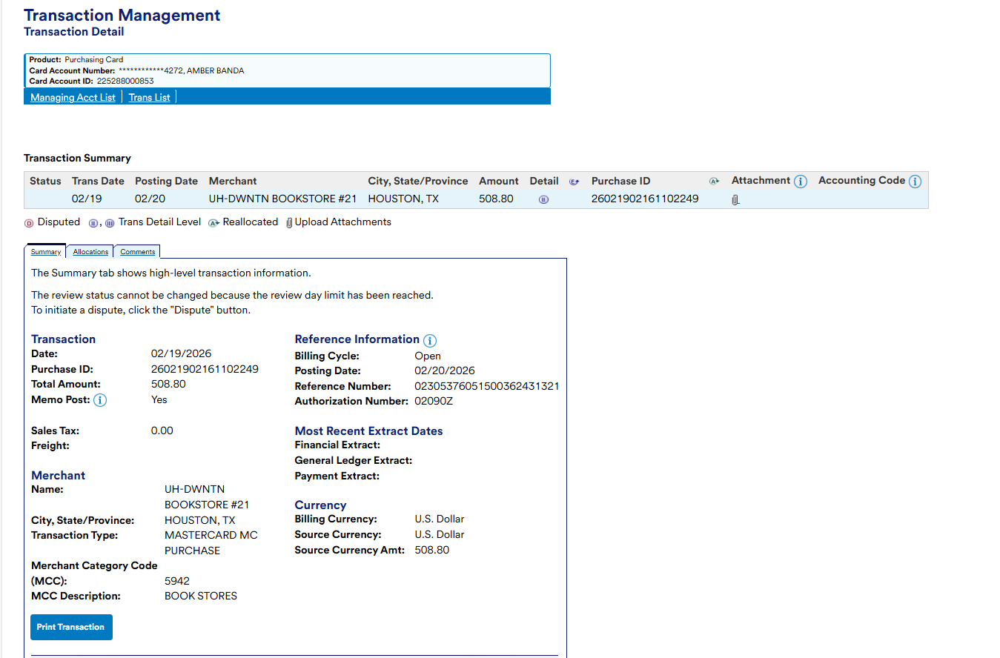 Transaction Management
Transaction Detail
Product: Purchasing Card
Card Account Number: ************4272, AMBER BANDA
Card Account ID: 225288000853
Managing Acct List | Trans List |
Transaction Summary
Status Trans Date Posting Date Merchant City, State/Province Amount Detail E Purchase ID A Attachment i Accounting Code i
02/19 02/20 UH-DWNTN BOOKSTORE #21 HOUSTON, TX 508.80 II 26021902161102249
D Disputed II, III Trans Detail Level A Reallocated Upload Attachments
Summary Allocations Comments
The Summary tab shows high-level transaction information.
The review status cannot be changed because the review day limit has been reached.
To initiate a dispute, click the "Dispute" button.
Transaction
Date: 02/19/2026
Purchase ID: 26021902161102249
Total Amount: 508.80
Memo Post: i Yes
Sales Tax: 0.00
Freight:
Merchant
Name: UH-DWNTN
BOOKSTORE #21
City, State/Province: HOUSTON, TX
Transaction Type: MASTERCARD MC
PURCHASE
Merchant Category Code
(MCC): 5942
MCC Description: BOOK STORES
Print Transaction
Reference Information i
Billing Cycle: Open
Posting Date: 02/20/2026
Reference Number: 02305376051500362431321
Authorization Number: 02090Z
Most Recent Extract Dates
Financial Extract:
General Ledger Extract:
Payment Extract:
Currency
Billing Currency: U.S. Dollar
Source Currency: U.S. Dollar
Source Currency Amt: 508.80